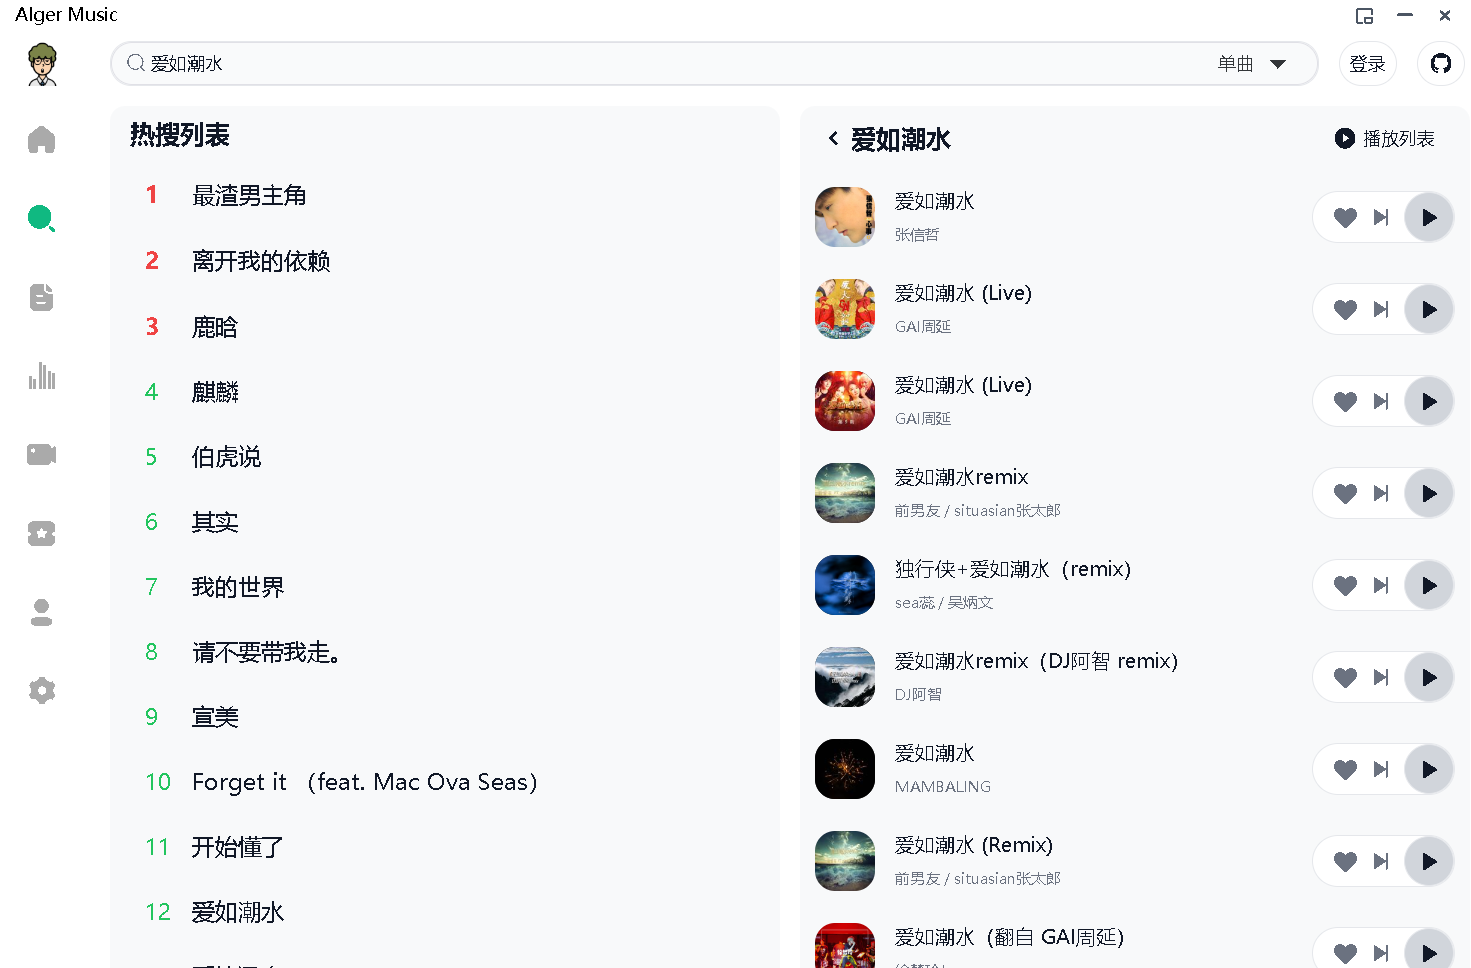 Alger Music
爱如潮水
单曲
登录
热搜列表
1 最渣男主角
2 离开我的依赖
3 鹿晗
4 麒麟
5 伯虎说
6 其实
7 我的世界
8 请不要带我走。
9 宣美
10 Forget it （feat. Mac Ova Seas）
11 开始懂了
12 爱如潮水
爱如潮水
播放列表
爱如潮水
张信哲
爱如潮水 (Live)
GAI周延
爱如潮水 (Live)
GAI周延
爱如潮水remix
前男友 / situasian张太郎
独行侠+爱如潮水（remix）
sea蕊 / 吴炳文
爱如潮水remix（DJ阿智 remix）
DJ阿智
爱如潮水
MAMBALING
爱如潮水 (Remix)
前男友 / situasian张太郎
爱如潮水（翻自 GAI周延）